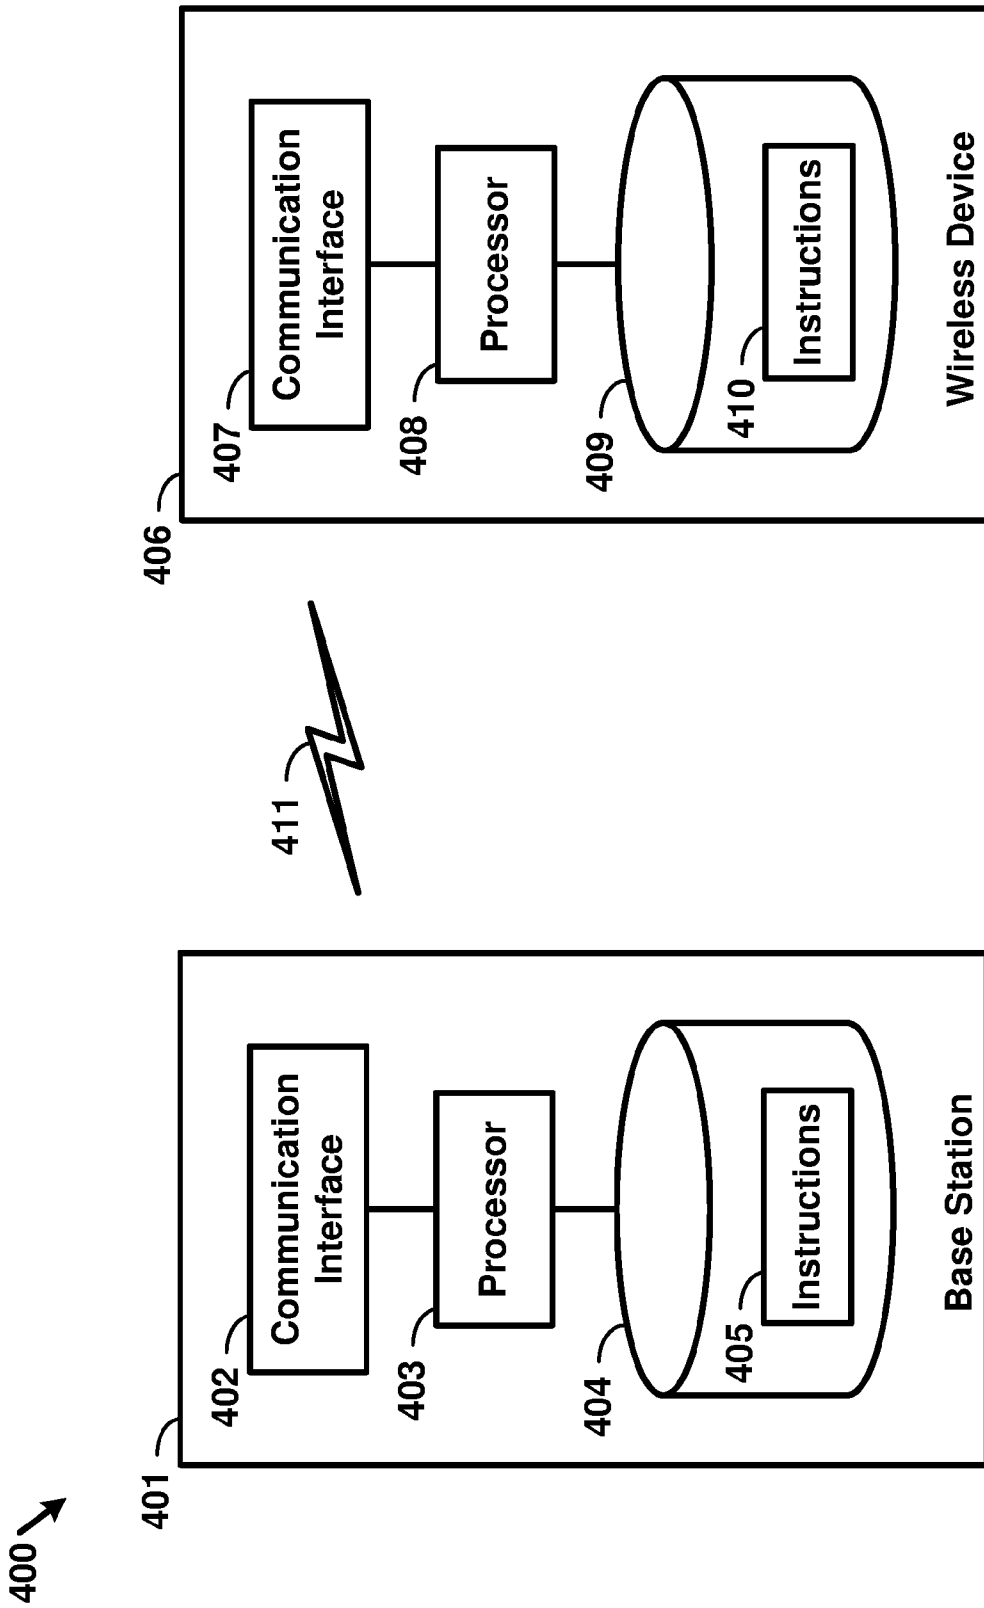 400
401
402
Communication
Interface
403
Processor
404
405
Instructions
Base Station
411
406
407
Communication
Interface
408
Processor
409
410
Instructions
Wireless Device